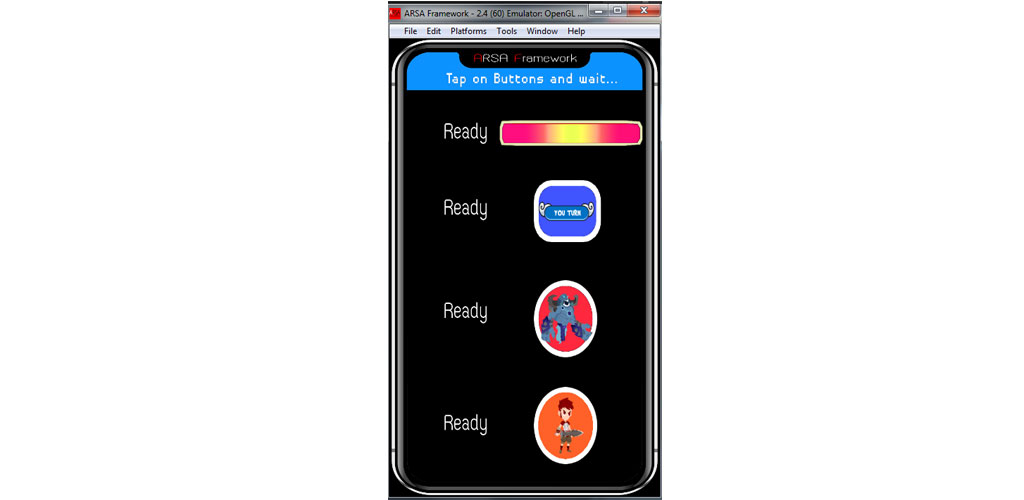 ARSA Framework - 2.4 (60) Emulator: OpenGL ...
File Edit Platforms Tools Window Help
ARSA Framework
Tap on Buttons and wait...
Ready
Ready
YOU TURN
Ready
Ready